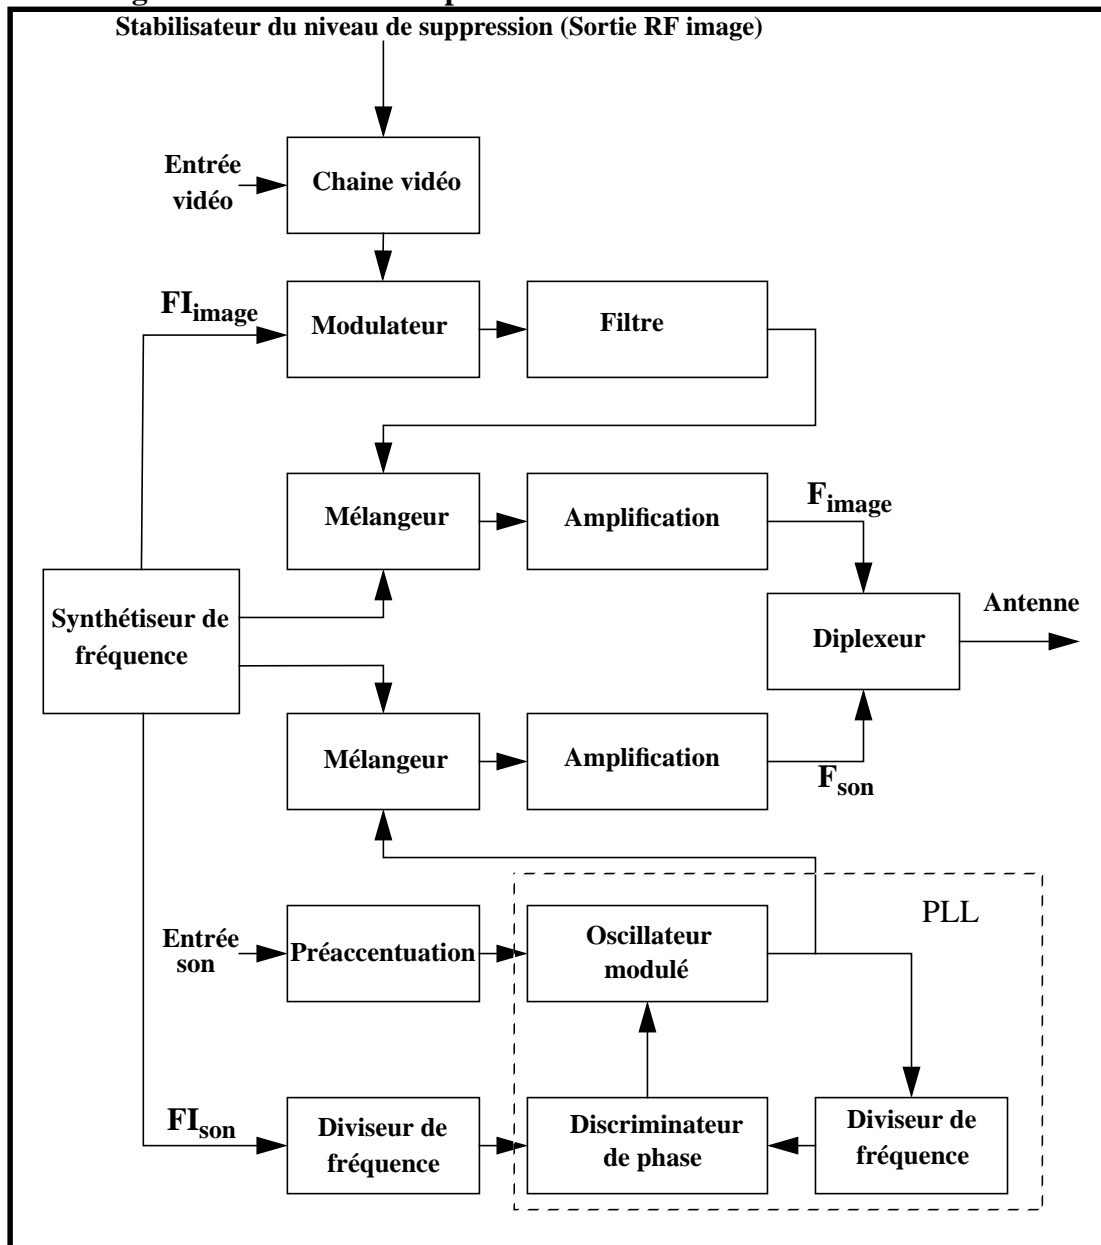 Stabilisateur du niveau de suppression (Sortie RF image)
Entrée
vidéo
Chaine vidéo
FIimage
Modulateur
Filtre
Mélangeur
Amplification
Fimage
Synthétiseur de
fréquence
Antenne
Diplexeur
Mélangeur
Amplification
Fson
PLL
Entrée
son
Préaccentuation
Oscillateur
modulé
FIson
Diviseur de
fréquence
Discriminateur
de phase
Diviseur de
fréquence